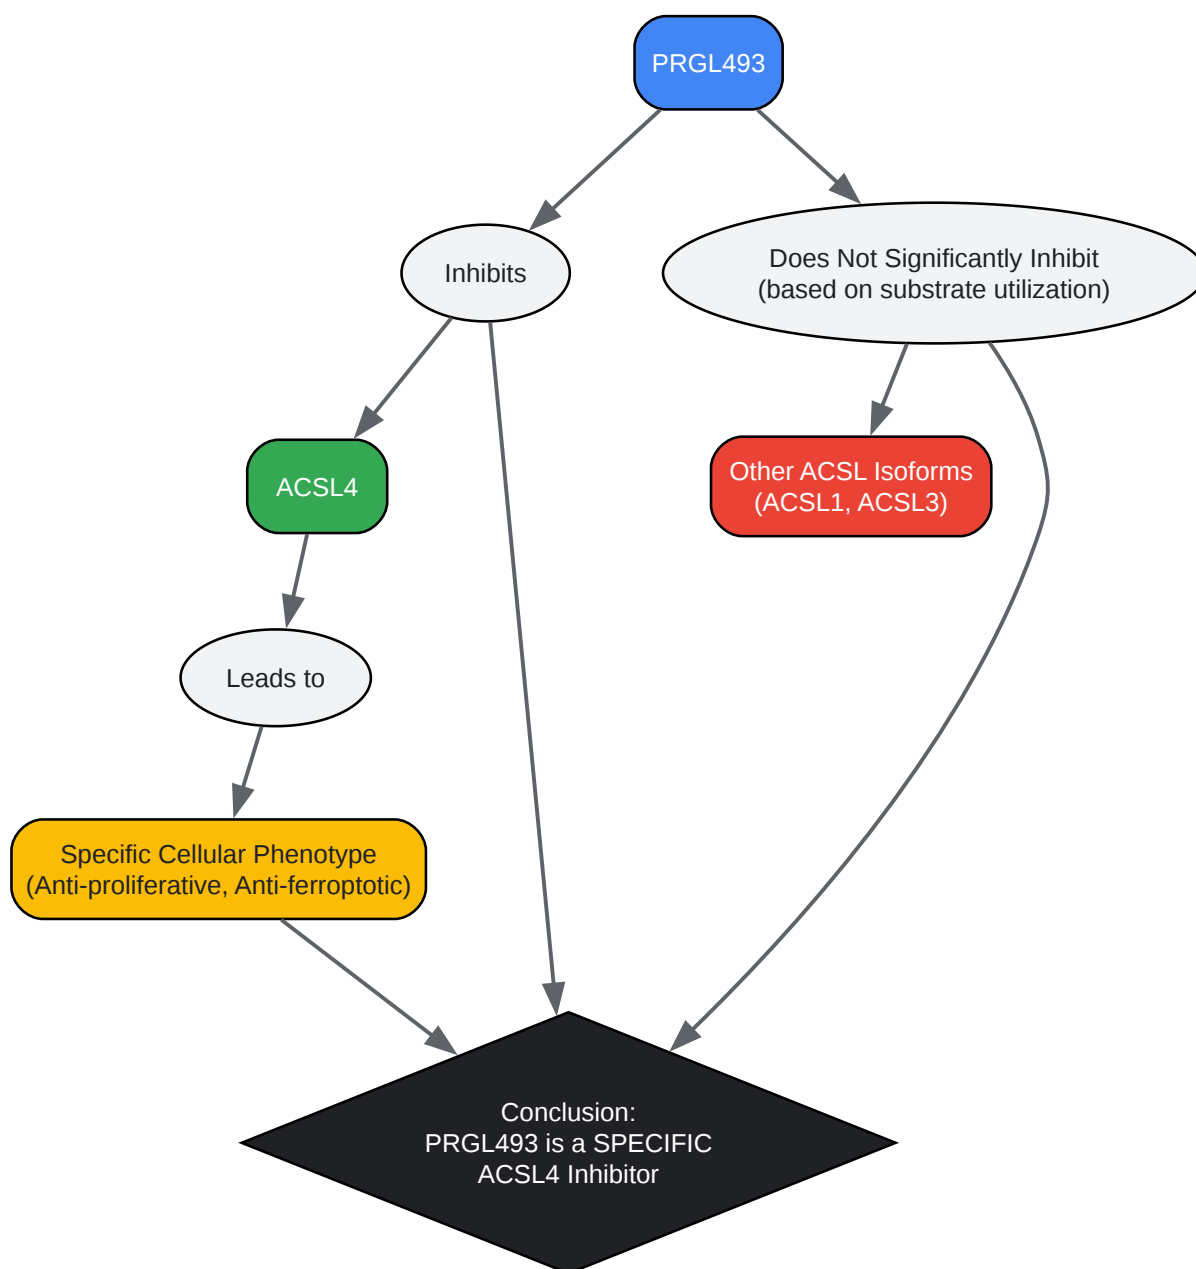 PRGL493
Inhibits
Does Not Significantly Inhibit
(based on substrate utilization)
ACSL4
Other ACSL Isoforms
(ACSL1, ACSL3)
Leads to
Specific Cellular Phenotype
(Anti-proliferative, Anti-ferroptotic)
Conclusion:
PRGL493 is a SPECIFIC
ACSL4 Inhibitor